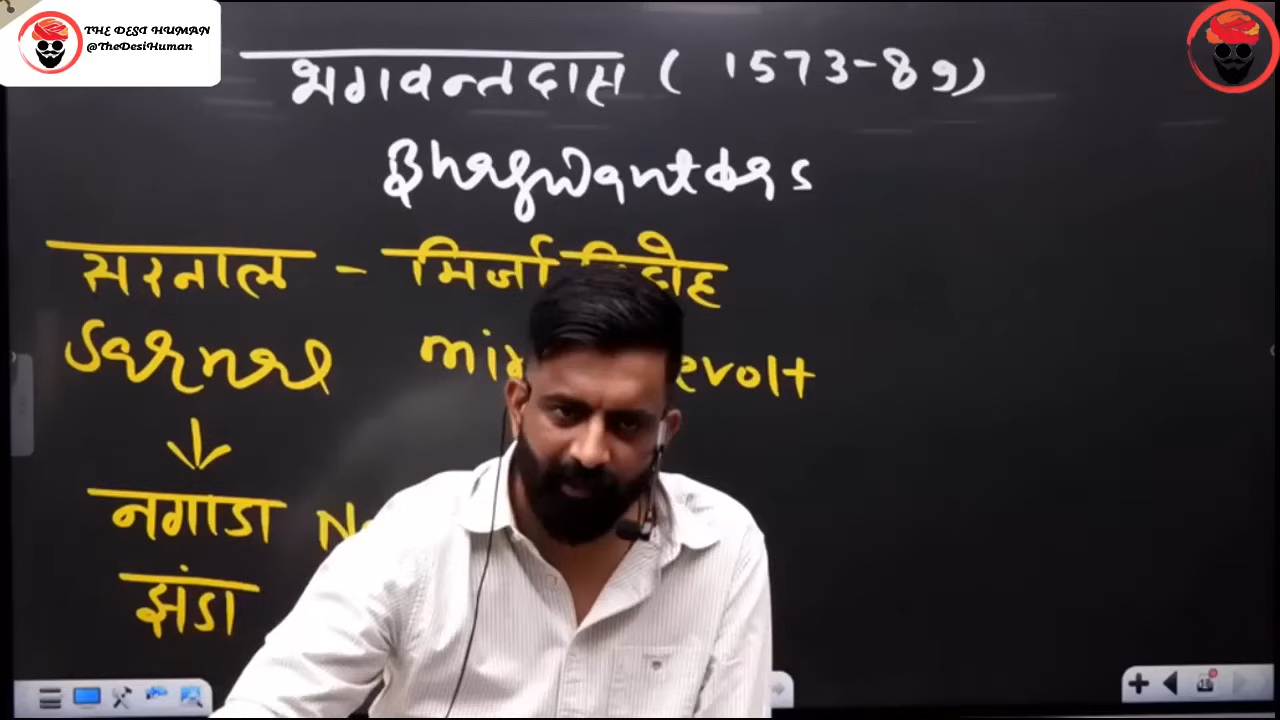 THE DESI HUMAN
@TheDesiHuman
भगवन्तदास ( 1573-89)
Bhagwantdas
सरनाल - मिर्जा
Sarnal
नगाडा
झंडा